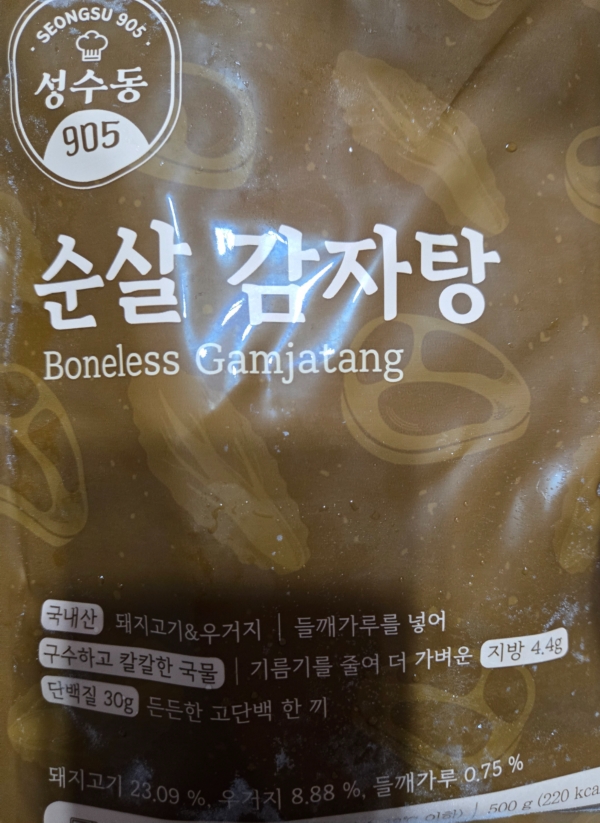 SEONGSU 905
성수동
905
순살 감자탕
Boneless Gamjatang
국내산 돼지고기&우거지 | 들깨가루를 넣어
구수하고 칼칼한 국물 | 기름기를 줄여 더 가벼운 지방 4.4g
단백질 30g 든든한 고단백 한 끼
돼지고기 23.09 %, 우거지 8.88 %, 들깨가루 0.75 %
500 g (220 kca